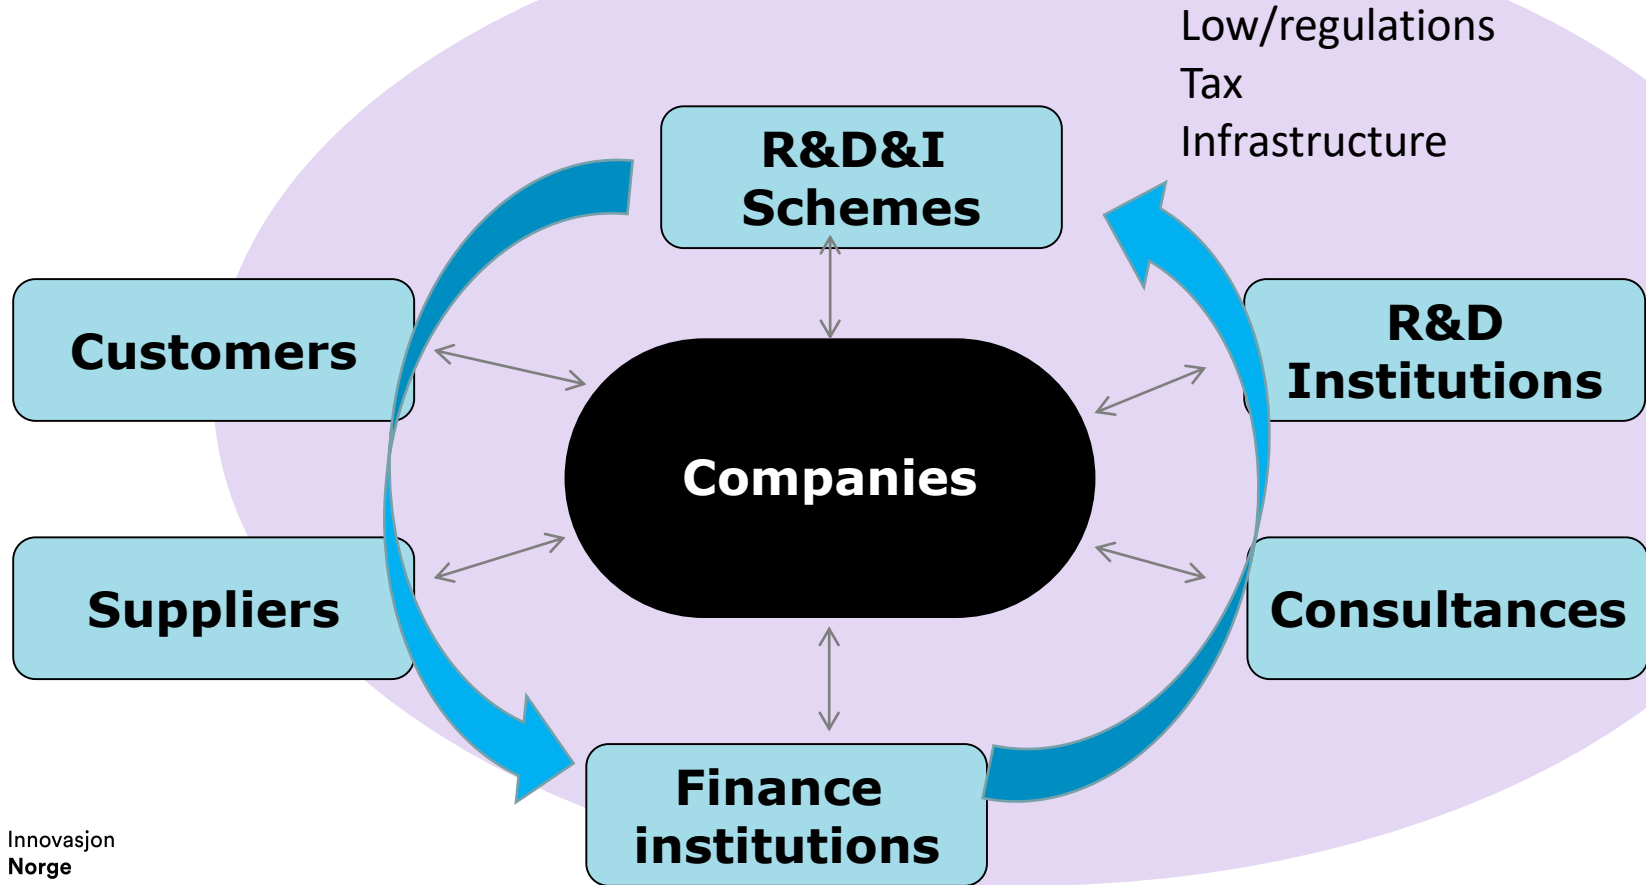 Low/regulations
Tax
Infrastructure
R&D&I
Schemes
Customers
R&D
Institutions
Companies
Suppliers
Consultances
Finance
institutions
Innovasjon
Norge